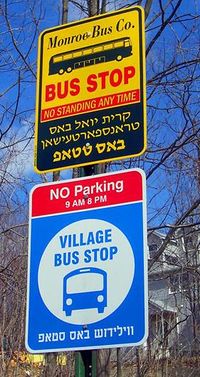 Monroe Bus Co.
BUS STOP
NO STANDING ANY TIME
קרית יואל באס
טראנספארטעישאן
באס סטאפ
NO Parking
9 AM 8 PM
VILLAGE
BUS STOP
ווילידזש באס סטאפ